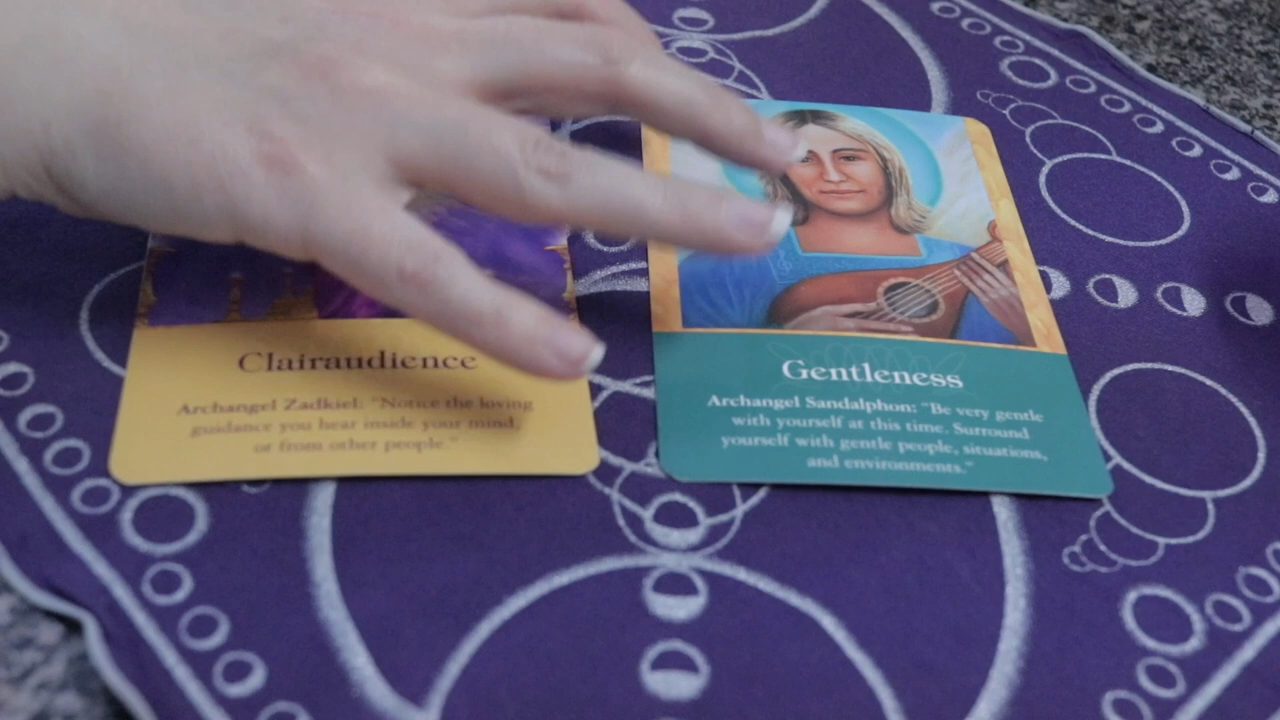 Clairaudience
Archangel Zadkiel: "Notice the loving
guidance you hear inside your mind,
or from other people."
Gentleness
Archangel Sandalphon: "Be very gentle
with yourself at this time. Surround
yourself with gentle people, situations,
and environments."